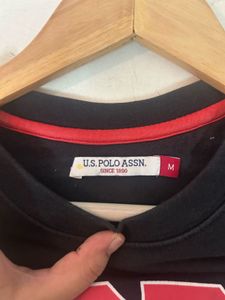 U.S. POLO ASSN.
SINCE 1890
M